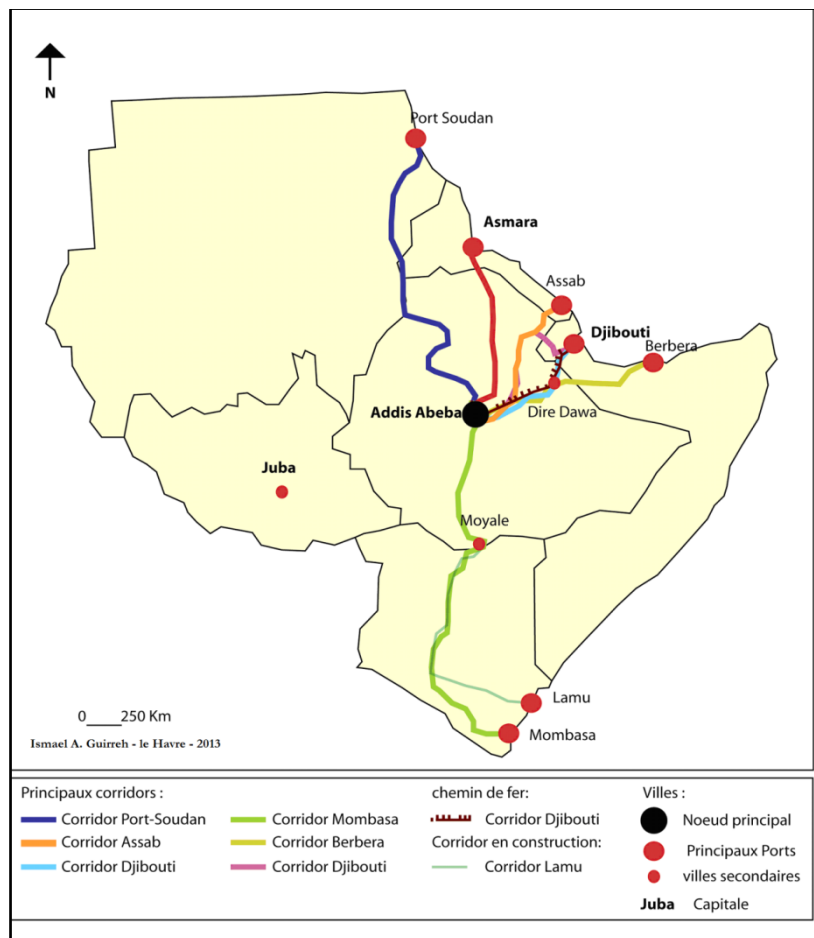 N
Port Soudan
Asmara
Assab
Djibouti
Berbera
Addis Abeba
Dire Dawa
Juba
Moyale
Lamu
Mombasa
0 250 Km
Ismael A. Guirreh - le Havre - 2013
Principaux corridors :
Corridor Port-Soudan
Corridor Assab
Corridor Djibouti
Corridor Mombasa
Corridor Berbera
Corridor Djibouti
chemin de fer:
Corridor Djibouti
Corridor en construction:
Corridor Lamu
Villes :
Noeud principal
Principaux Ports
villes secondaires
Juba Capitale